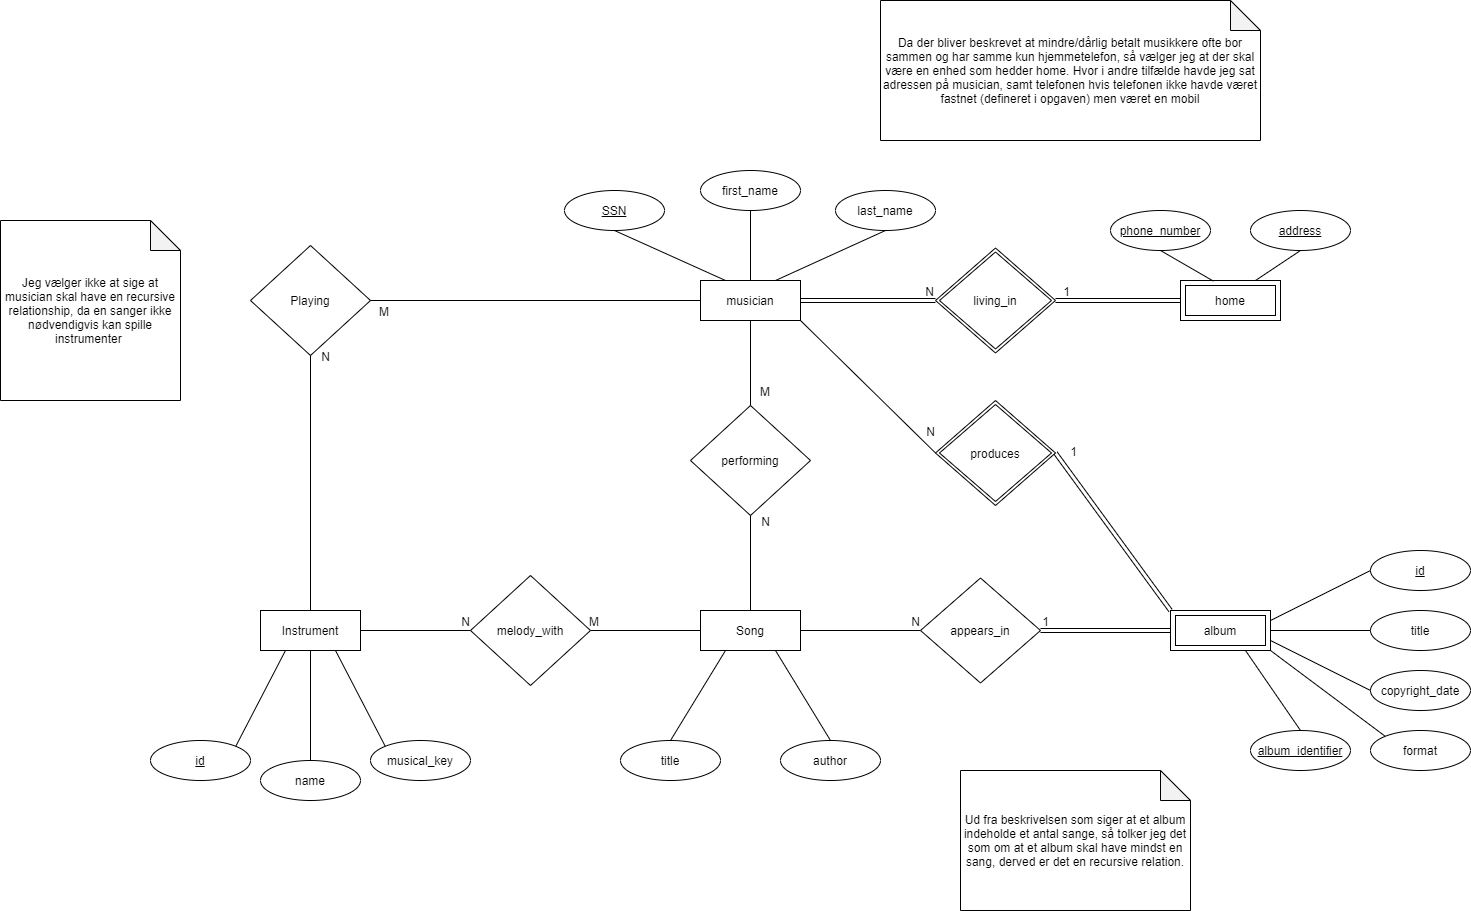 Da der bliver beskrevet at mindre/dårlig betalt musikkere ofte bor
sammen og har samme kun hjemmetelefon, så vælger jeg at der skal
være en enhed som hedder home. Hvor i andre tilfælde havde jeg sat
adressen på musician, samt telefonen hvis telefonen ikke havde været
fastnet (defineret i opgaven) men været en mobil
first_name
SSN
last_name
phone_number
address
Jeg vælger ikke at sige at
musician skal have en recursive
relationship, da en sanger ikke
nødvendigvis kan spille
instrumenter
Playing
M
musician
N
living_in
1
home
N
M
N
produces
1
performing
N
id
Instrument
N
melody_with
M
Song
N
appears_in
1
album
title
copyright_date
id
name
musical_key
title
author
album_identifier
format
Ud fra beskrivelsen som siger at et album
indeholde et antal sange, så tolker jeg det
som om at et album skal have mindst en
sang, derved er det en recursive relation.